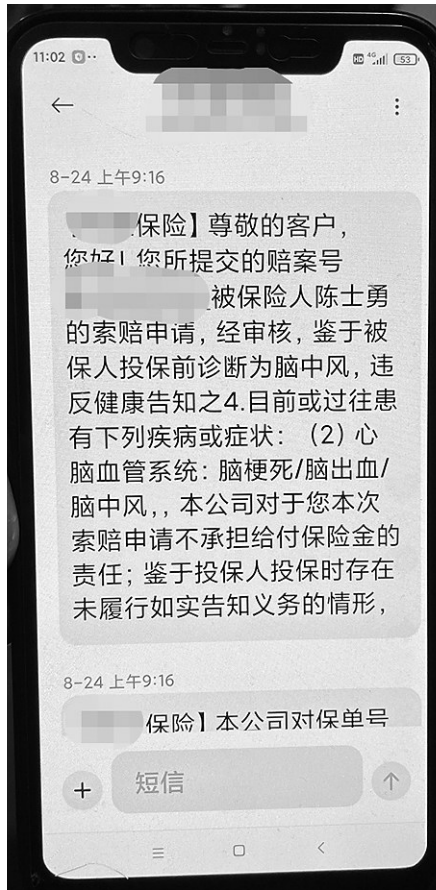 11:02
HD 4G 53
8-24 上午9:16
保险】尊敬的客户，
您好！您所提交的赔案号
被保险人陈士勇
的索赔申请，经审核，鉴于被
保人投保前诊断为脑中风，违
反健康告知之4.目前或过往患
有下列疾病或症状：（2）心
脑血管系统：脑梗死/脑出血/
脑中风，，本公司对于您本次
索赔申请不承担给付保险金的
责任；鉴于投保人投保时存在
未履行如实告知义务的情形，
8-24 上午9:16
保险】本公司对保单号
短信